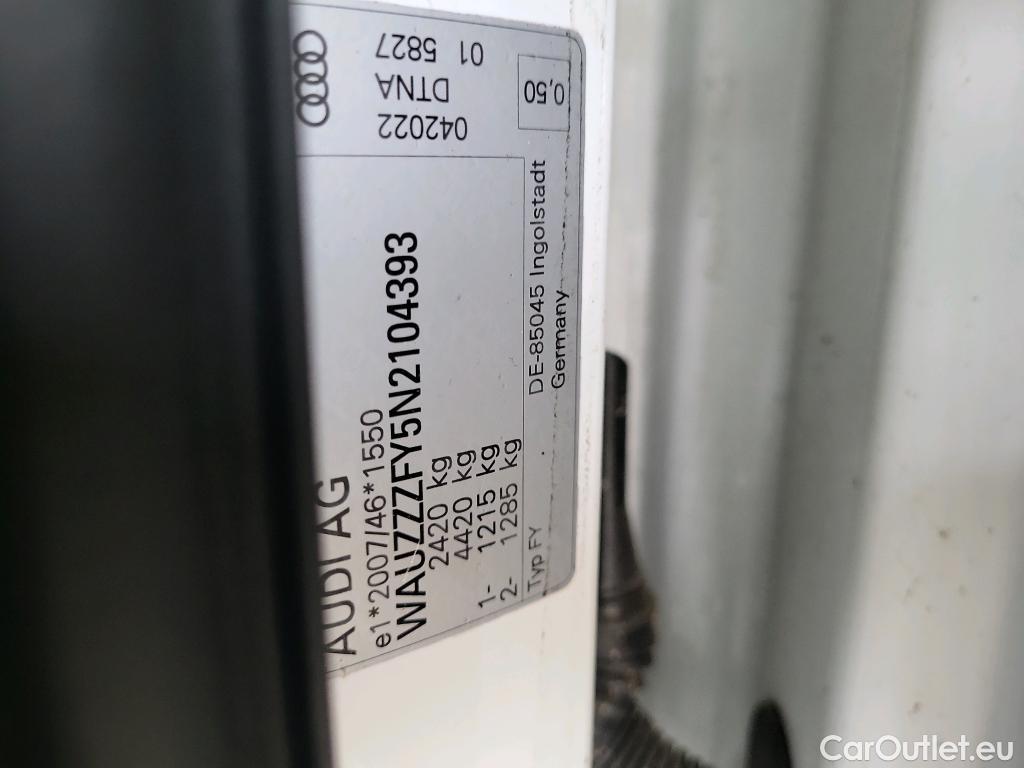 AUDI AG
e1*2007/46*1550
WAUZZZFY5N2104393
2420 kg
4420 kg
1- 1215 kg
2- 1285 kg
Typ FY
DE-85045 Ingolstadt
Germany
042022
DTNA
01 5827
0,50
CarOutlet.eu